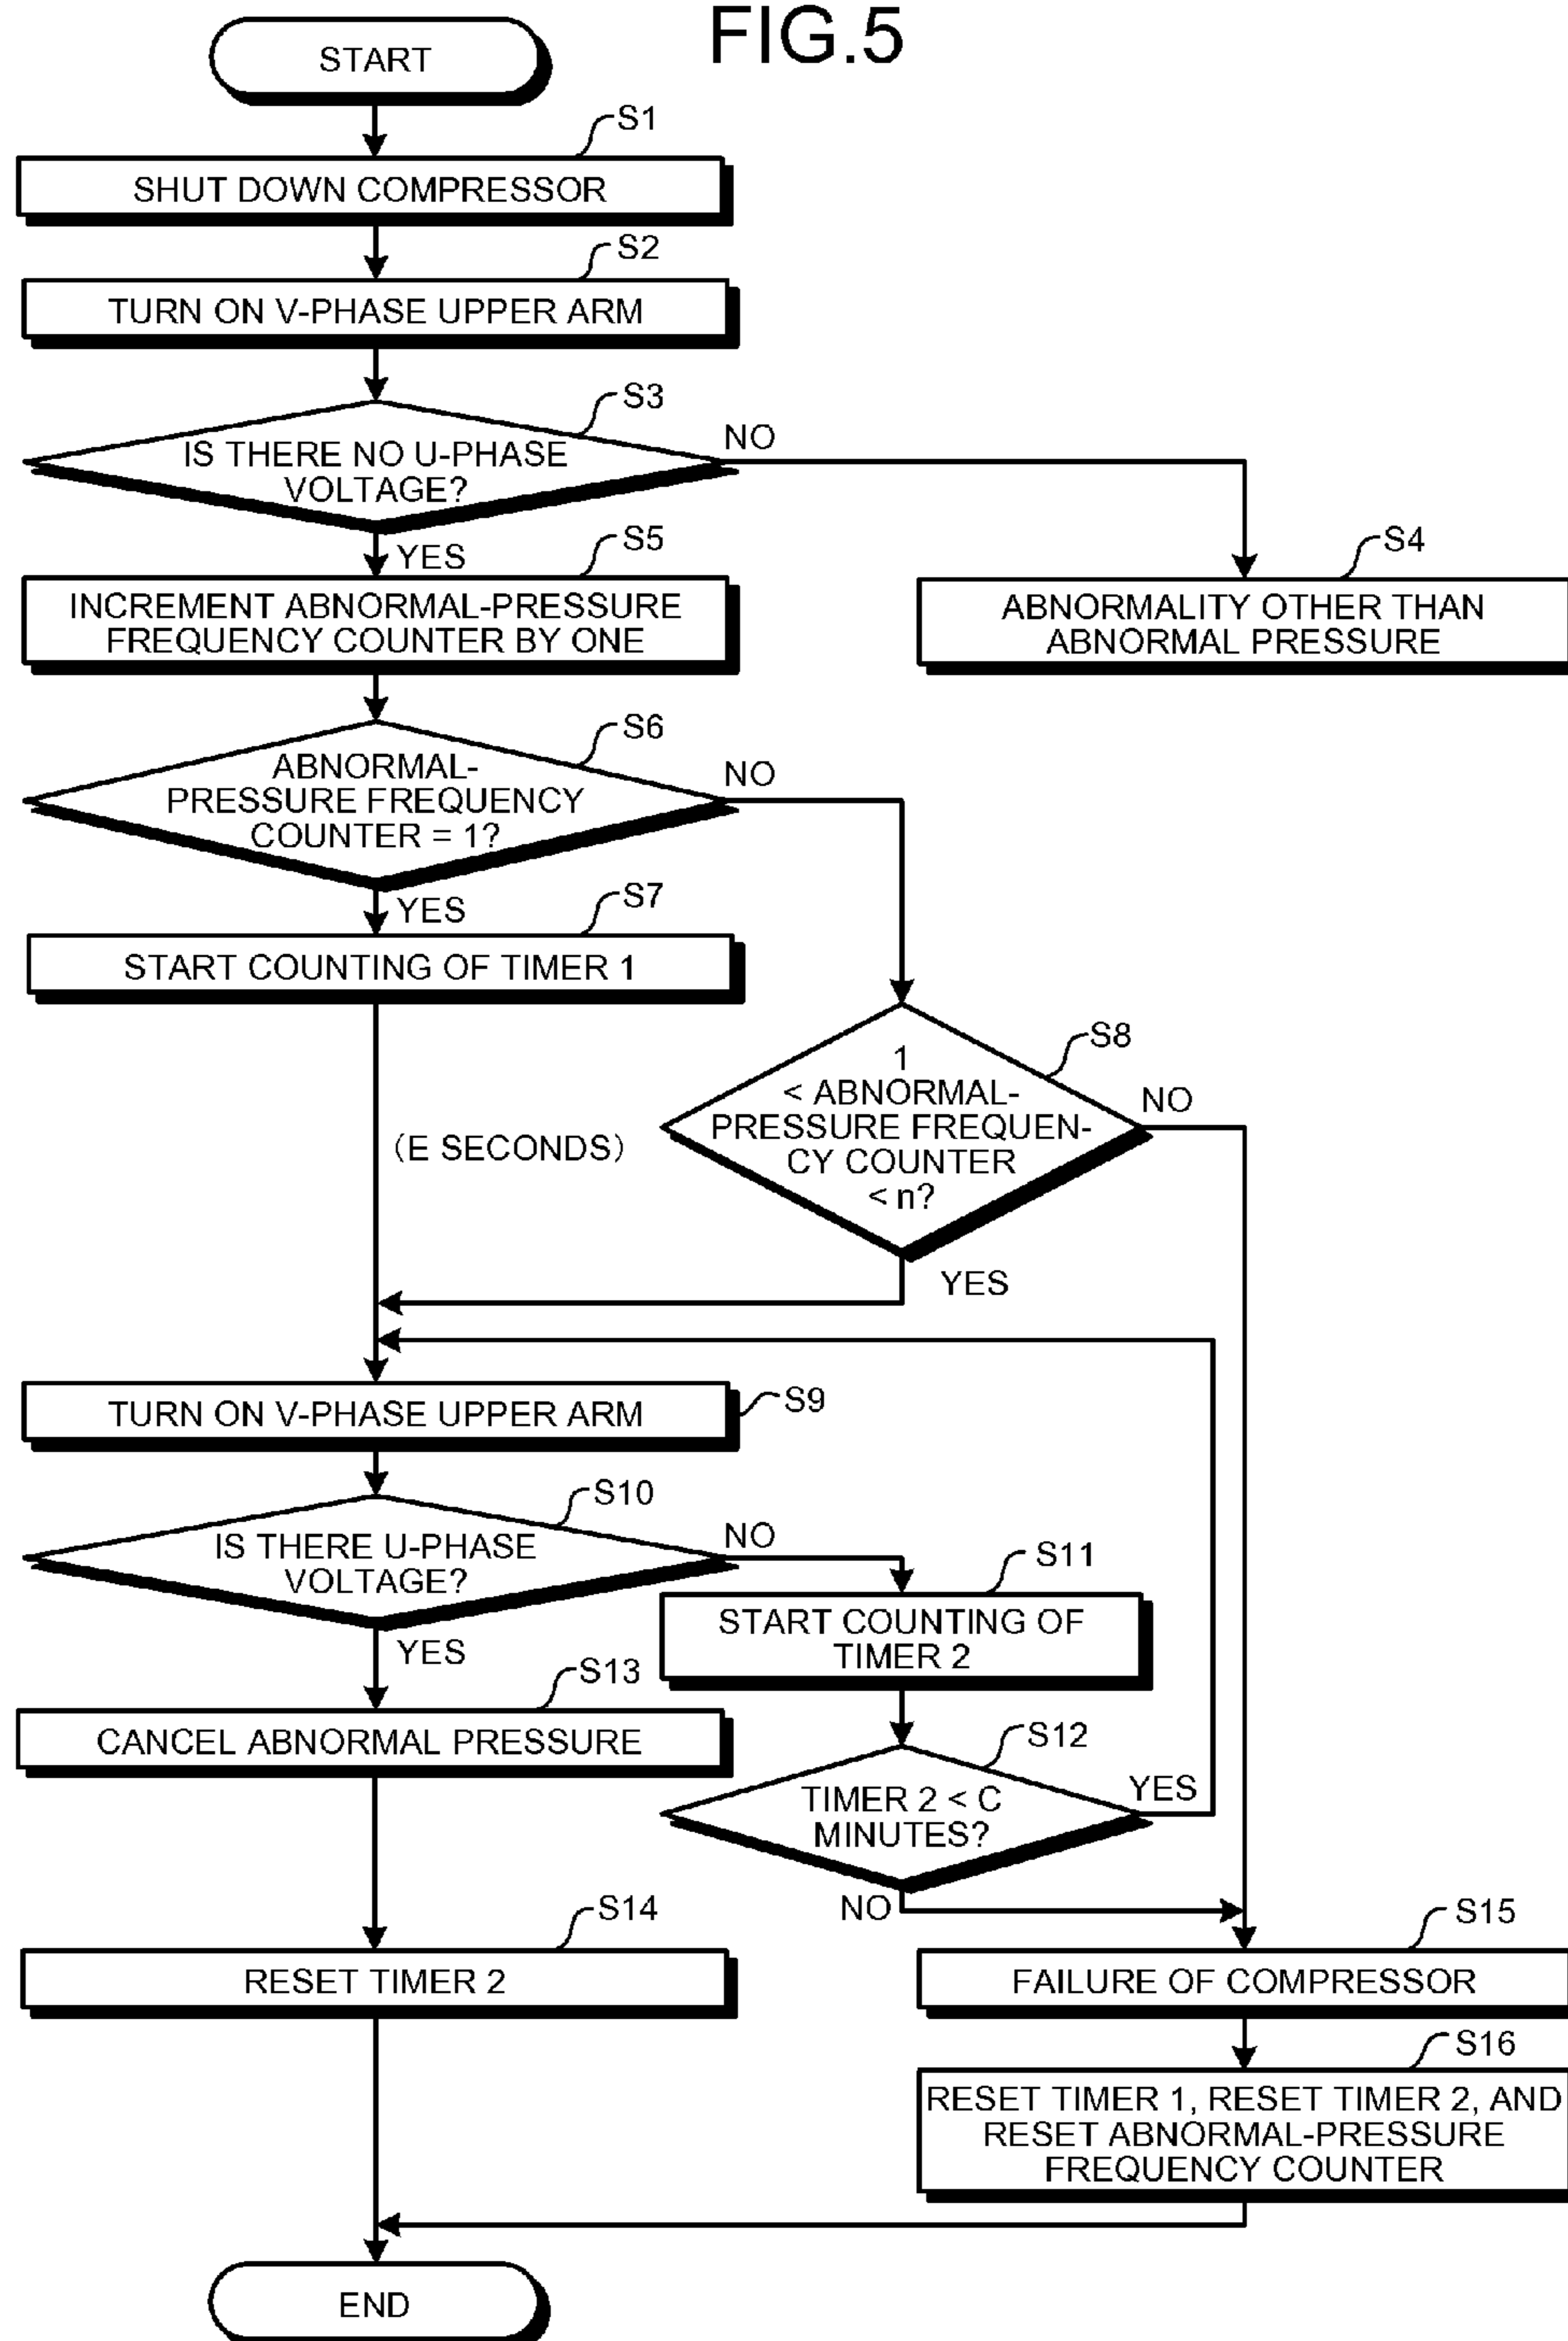 FIG.5
START
S1
SHUT DOWN COMPRESSOR
S2
TURN ON V-PHASE UPPER ARM
S3
IS THERE NO U-PHASE
VOLTAGE?
NO
YES
S4
ABNORMALITY OTHER THAN
ABNORMAL PRESSURE
S5
INCREMENT ABNORMAL-PRESSURE
FREQUENCY COUNTER BY ONE
S6
ABNORMAL-
PRESSURE FREQUENCY
COUNTER = 1?
NO
YES
S7
START COUNTING OF TIMER 1
(E SECONDS)
S8
1
< ABNORMAL-
PRESSURE FREQUEN-
CY COUNTER
< n?
NO
YES
S9
TURN ON V-PHASE UPPER ARM
S10
IS THERE U-PHASE
VOLTAGE?
NO
YES
S11
START COUNTING OF
TIMER 2
S12
TIMER 2 < C
MINUTES?
YES
NO
S13
CANCEL ABNORMAL PRESSURE
S14
RESET TIMER 2
S15
FAILURE OF COMPRESSOR
S16
RESET TIMER 1, RESET TIMER 2, AND
RESET ABNORMAL-PRESSURE
FREQUENCY COUNTER
END